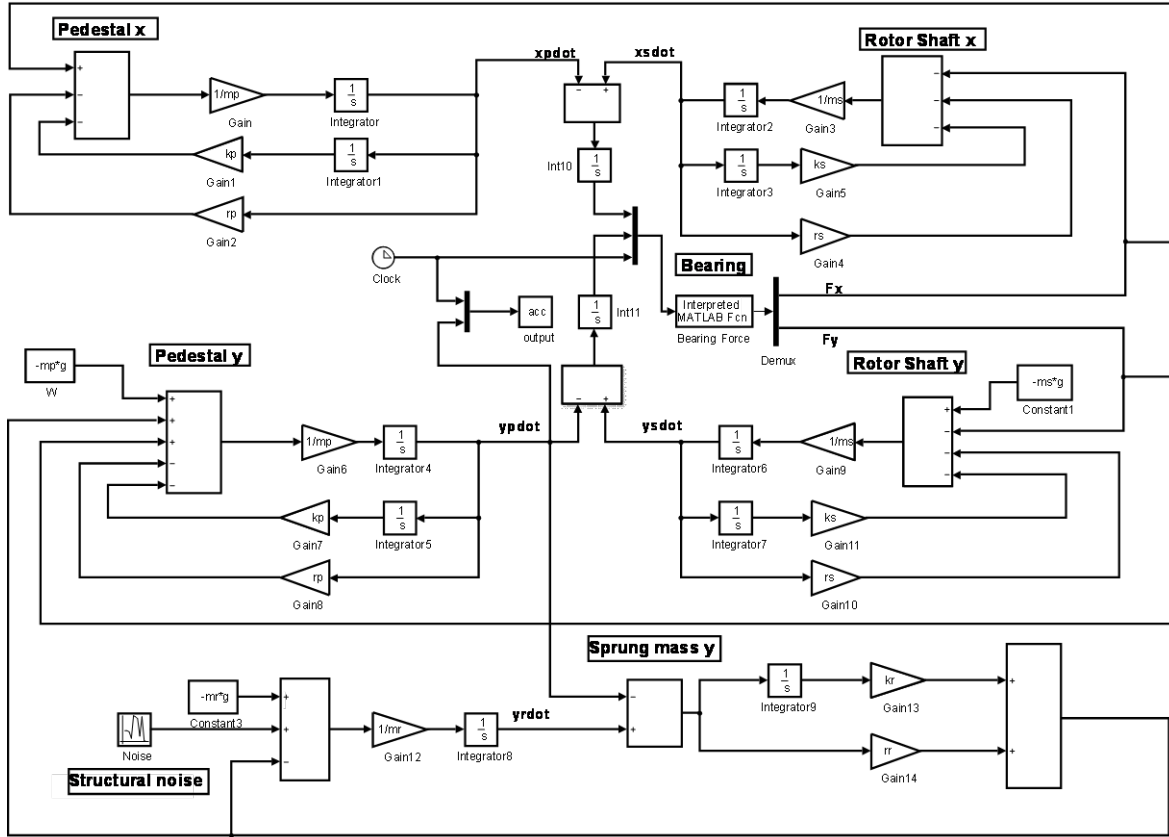 Pedestal x
+
−
−
1/mp
Gain
1
s
Integrator
kp
Gain1
1
s
Integrator1
rp
Gain2
xpdot
xsdot
− +
Int10
1
s
Rotor Shaft x
−
−
−
1/ms
Gain3
1
s
Integrator2
1
s
Integrator3
ks
Gain5
rs
Gain4
Clock
acc
output
1
s
Int11
Bearing
Interpreted
MATLAB Fcn
Bearing Force
Demux
Fx
Fy
Pedestal y
-mp*g
W
+
+
+
−
−
1/mp
Gain6
1
s
Integrator4
kp
Gain7
1
s
Integrator5
rp
Gain8
ypdot
ysdot
− +
Rotor Shaft y
-ms*g
Constant1
+
−
−
−
1/ms
Gain9
1
s
Integrator6
1
s
Integrator7
ks
Gain11
rs
Gain10
Sprung mass y
-mr*g
Constant3
Noise
Structural noise
+
+
−
1/mr
Gain12
1
s
Integrator8
yrdot
−
+
1
s
Integrator9
kr
Gain13
rr
Gain14
+
+